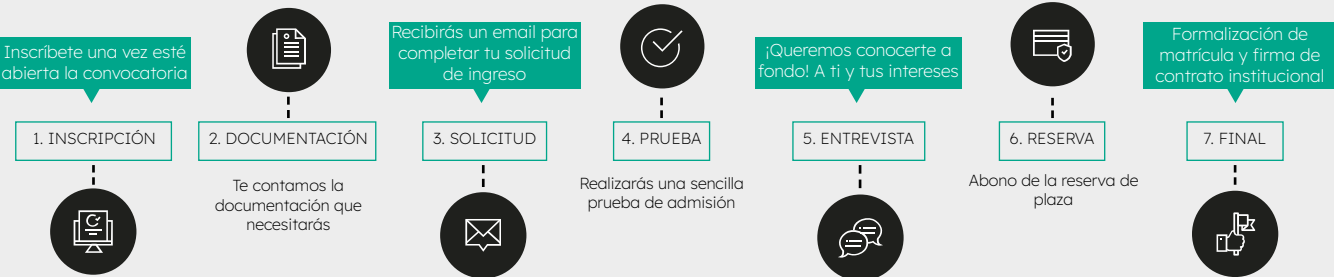 Inscríbete una vez esté
abierta la convocatoria
1. INSCRIPCIÓN
2. DOCUMENTACIÓN
Te contamos la
documentación que
necesitarás
Recibirás un email para
completar tu solicitud
de ingreso
3. SOLICITUD
4. PRUEBA
Realizarás una sencilla
prueba de admisión
¡Queremos conocerte a
fondo! A ti y tus intereses
5. ENTREVISTA
6. RESERVA
Abono de la reserva de
plaza
Formalización de
matrícula y firma de
contrato institucional
7. FINAL